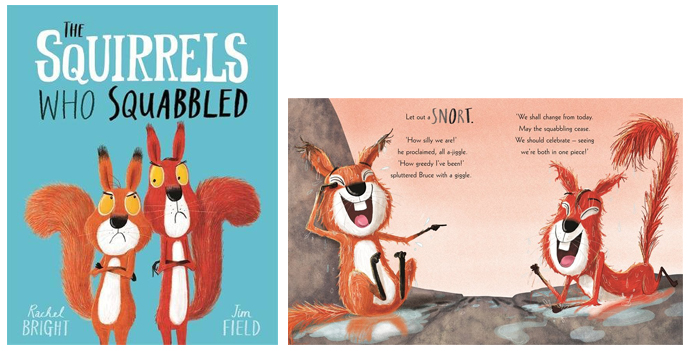 THE
SQUIRRELS
WHO SQUABBLED
Rachel
BRIGHT
Jim
FIELD
Let out a SNORT.
'How silly we are!'
he proclaimed, all a-jiggle.
'How greedy I've been!'
spluttered Bruce with a giggle.
'We shall change from today.
May the squabbling cease.
We should celebrate – seeing
we're both in one piece!'